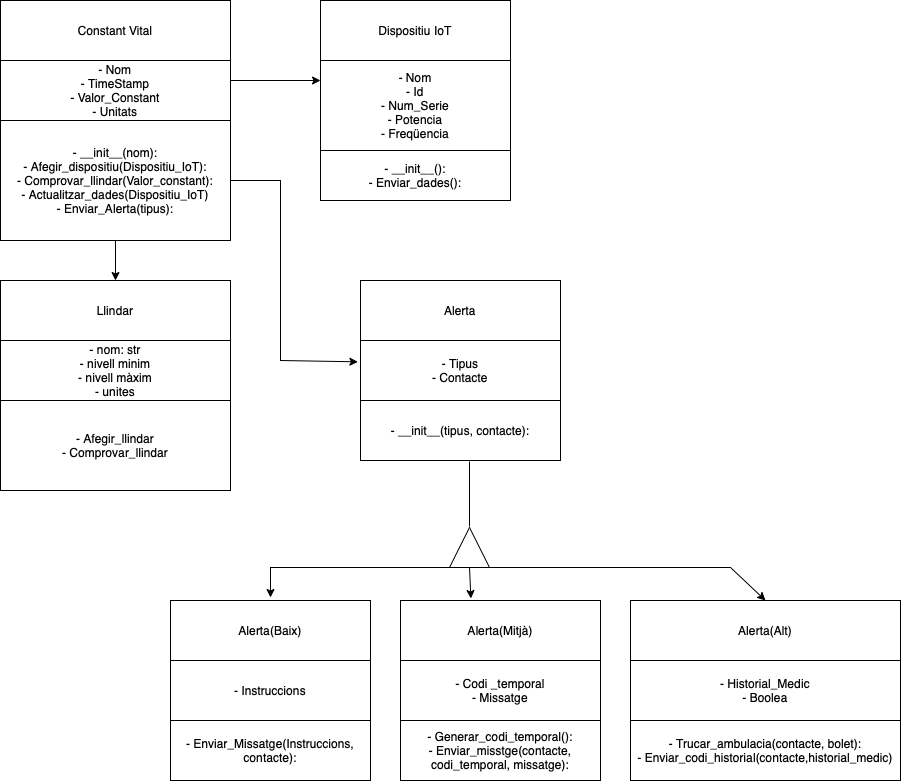 Constant Vital
- Nom
- TimeStamp
- Valor_Constant
- Unitats
- __init__(nom):
- Afegir_dispositiu(Dispositiu_IoT):
- Comprovar_llindar(Valor_constant):
- Actualitzar_dades(Dispositiu_IoT)
- Enviar_Alerta(tipus):
Dispositiu IoT
- Nom
- Id
- Num_Serie
- Potencia
- Freqüencia
- __init__():
- Enviar_dades():
Llindar
- nom: str
- nivell minim
- nivell màxim
- unites
- Afegir_llindar
- Comprovar_llindar
Alerta
- Tipus
- Contacte
- __init__(tipus, contacte):
Alerta(Baix)
- Instruccions
- Enviar_Missatge(Instruccions,
contacte):
Alerta(Mitjà)
- Codi _temporal
- Missatge
- Generar_codi_temporal():
- Enviar_misstge(contacte,
codi_temporal, missatge):
Alerta(Alt)
- Historial_Medic
- Boolea
- Trucar_ambulacia(contacte, bolet):
- Enviar_codi_historial(contacte,historial_medic)